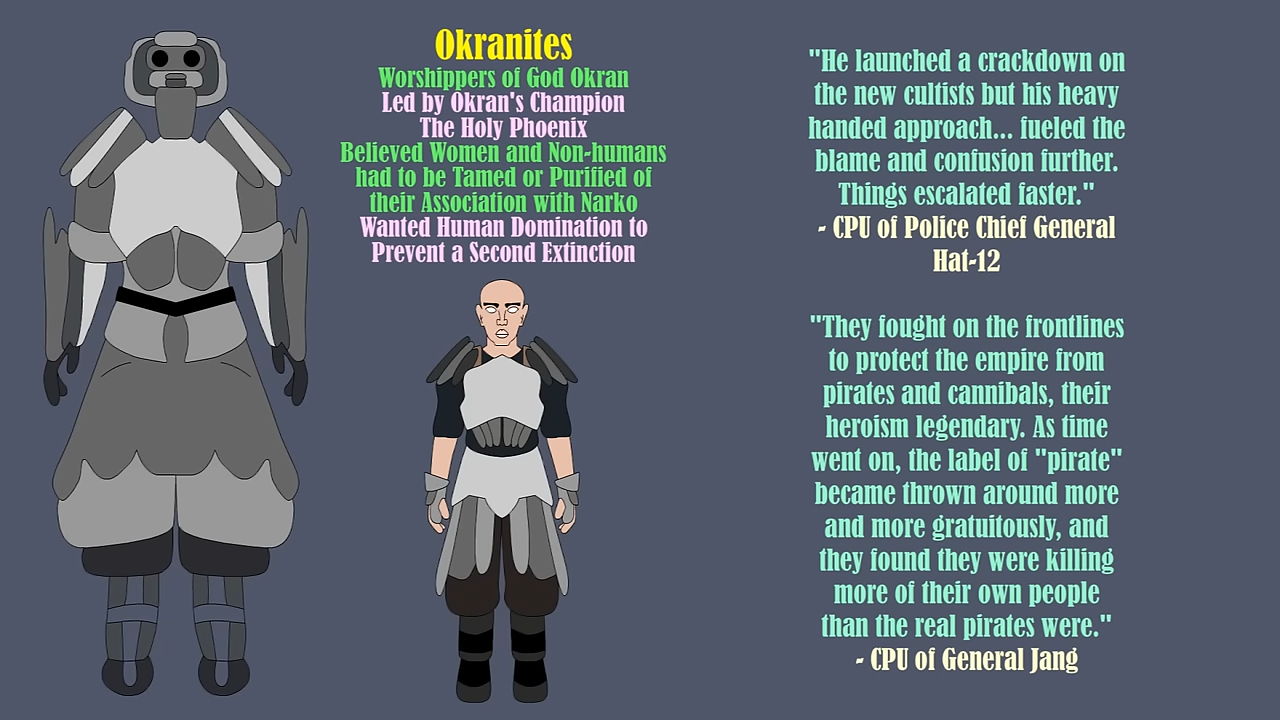 Okranites
Worshippers of God Okran
Led by Okran's Champion
The Holy Phoenix
Believed Women and Non-humans
had to be Tamed or Purified of
their Association with Narko
Wanted Human Domination to
Prevent a Second Extinction
"He launched a crackdown on
the new cultists but his heavy
handed approach... fueled the
blame and confusion further.
Things escalated faster."
- CPU of Police Chief General
Hat-12
"They fought on the frontlines
to protect the empire from
pirates and cannibals, their
heroism legendary. As time
went on, the label of "pirate"
became thrown around more
and more gratuitously, and
they found they were killing
more of their own people
than the real pirates were."
- CPU of General Jang